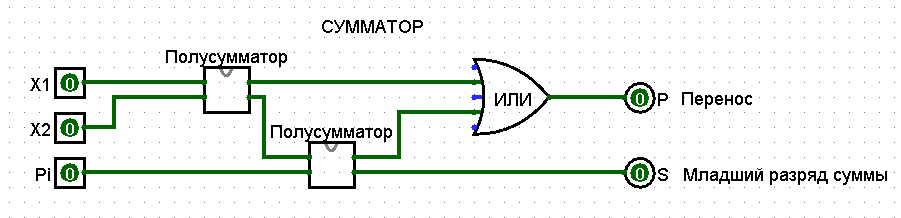 СУММАТОР
Полусумматор
X1 0
ИЛИ
0 P Перенос
X2 0
Полусумматор
Pi 0
0 S Младший разряд суммы